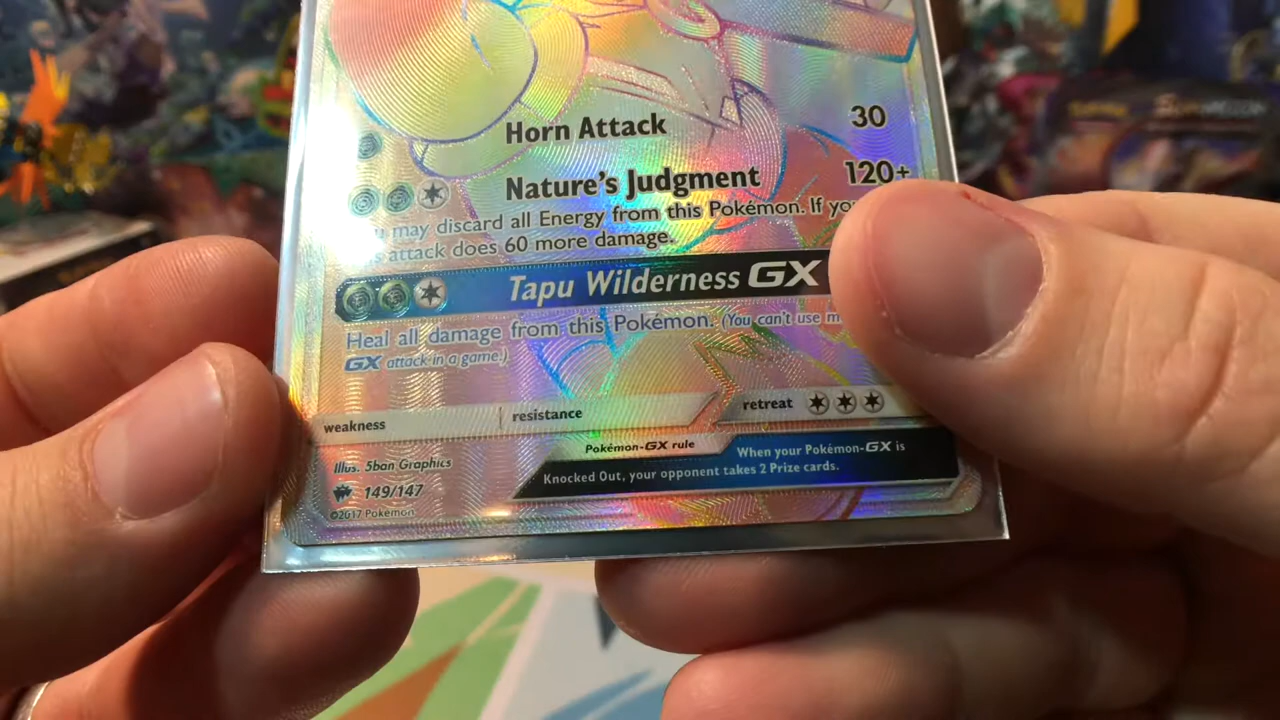 Horn Attack 30
Nature's Judgment 120+
may discard all Energy from this Pokémon. If you
attack does 60 more damage.
Tapu Wilderness GX
Heal all damage from this Pokémon. (You can't use
GX attack in a game.)
weakness resistance retreat
Pokémon-GX rule When your Pokémon-GX is
Knocked Out, your opponent takes 2 Prize cards.
Illus. 5ban Graphics
149/147
©2017 Pokémon